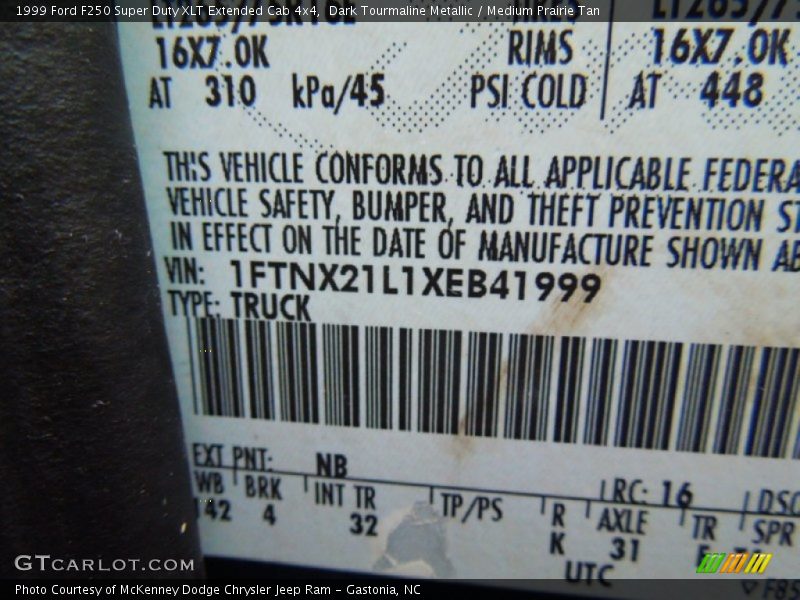 1999 Ford F250 Super Duty XLT Extended Cab 4x4, Dark Tourmaline Metallic / Medium Prairie Tan
16X7.0K RIMS 16X7.0K
AT 310 kPa/45 PSI COLD AT 448
THIS VEHICLE CONFORMS TO ALL APPLICABLE FEDERA
VEHICLE SAFETY, BUMPER, AND THEFT PREVENTION ST
IN EFFECT ON THE DATE OF MANUFACTURE SHOWN AB
VIN: 1FTNX21L1XEB41999
TYPE: TRUCK
EXT PNT: NB RC: 16 DSO
WB BRK INT TR TP/PS R AXLE TR SPR
142 4 32 K 31
UTC
GTCARLOT.COM
Photo Courtesy of McKenney Dodge Chrysler Jeep Ram - Gastonia, NC